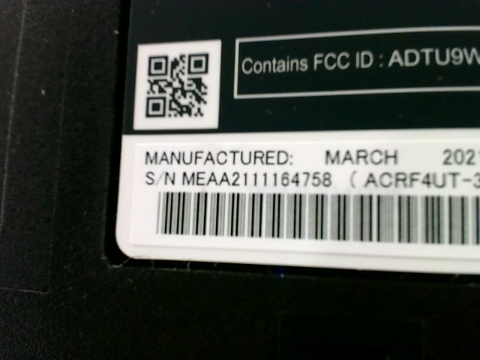 Contains FCC ID : ADTU9W
MANUFACTURED: MARCH 2021
S/N MEAA2111164758 ( ACRF4UT-3